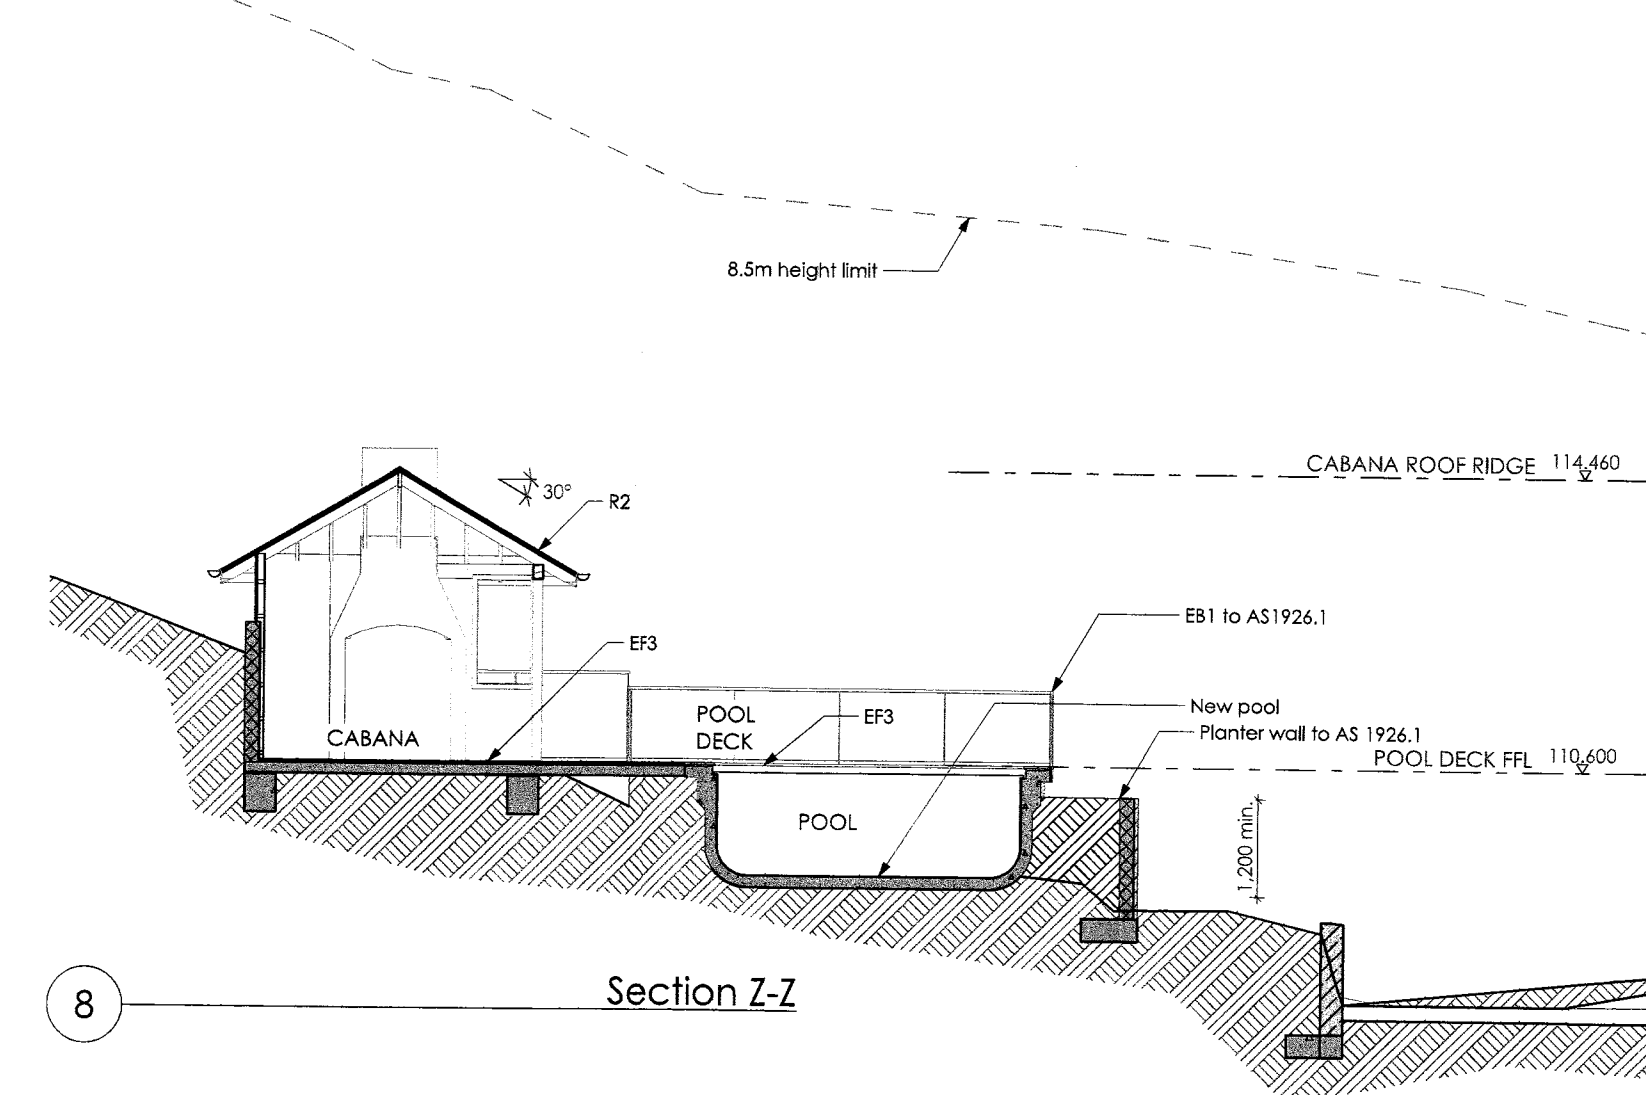 8.5m height limit
CABANA ROOF RIDGE 114.460
30°
R2
EB1 to AS1926.1
EF3
New pool
POOL
DECK
EF3
Planter wall to AS 1926.1
CABANA
POOL DECK FFL 110.600
POOL
1,200 min.
8
Section Z-Z